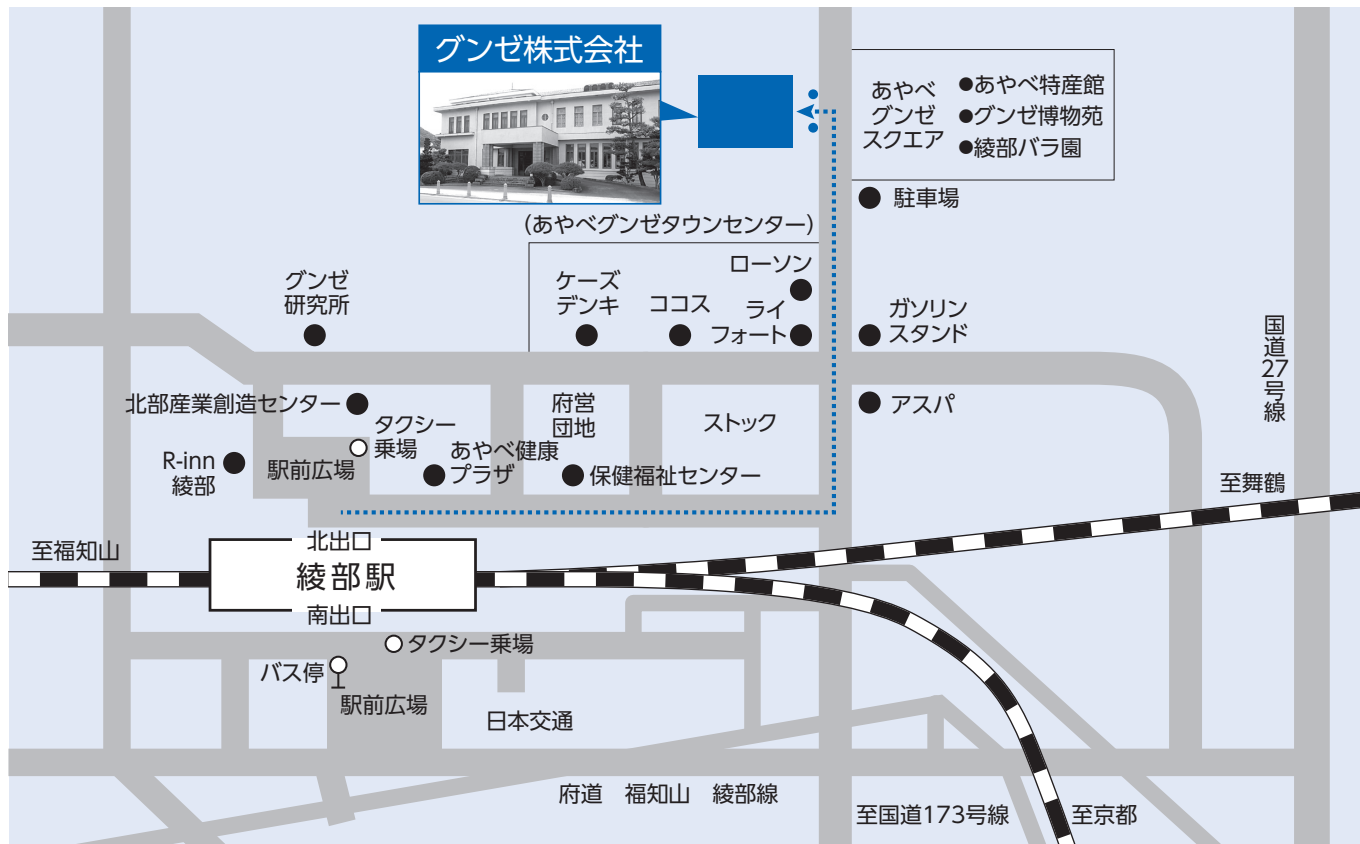 グンゼ株式会社
あやべ
グンゼ
スクエア
●あやべ特産館
●グンゼ博物苑
●綾部バラ園
駐車場
(あやべグンゼタウンセンター)
ローソン
グンゼ
研究所
ケーズ
デンキ
ココス
ライ
フォート
ガソリン
スタンド
国道27号線
北部産業創造センター
タクシー
乗場
府営
団地
ストック
アスパ
R-inn
綾部
駅前広場
あやべ健康
プラザ
保健福祉センター
至舞鶴
至福知山
北出口
綾部駅
南出口
タクシー乗場
バス停
駅前広場
日本交通
府道 福知山 綾部線
至国道173号線
至京都